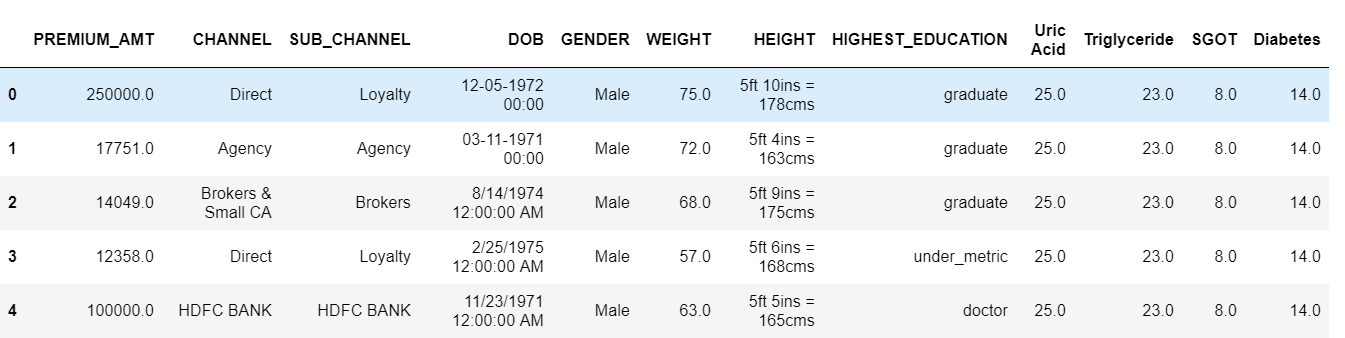 PREMIUM_AMT CHANNEL SUB_CHANNEL DOB GENDER WEIGHT HEIGHT HIGHEST_EDUCATION Uric Acid Triglyceride SGOT Diabetes
0 250000.0 Direct Loyalty 12-05-1972 00:00 Male 75.0 5ft 10ins = 178cms graduate 25.0 23.0 8.0 14.0
1 17751.0 Agency Agency 03-11-1971 00:00 Male 72.0 5ft 4ins = 163cms graduate 25.0 23.0 8.0 14.0
2 14049.0 Brokers & Small CA Brokers 8/14/1974 12:00:00 AM Male 68.0 5ft 9ins = 175cms graduate 25.0 23.0 8.0 14.0
3 12358.0 Direct Loyalty 2/25/1975 12:00:00 AM Male 57.0 5ft 6ins = 168cms under_metric 25.0 23.0 8.0 14.0
4 100000.0 HDFC BANK HDFC BANK 11/23/1971 12:00:00 AM Male 63.0 5ft 5ins = 165cms doctor 25.0 23.0 8.0 14.0